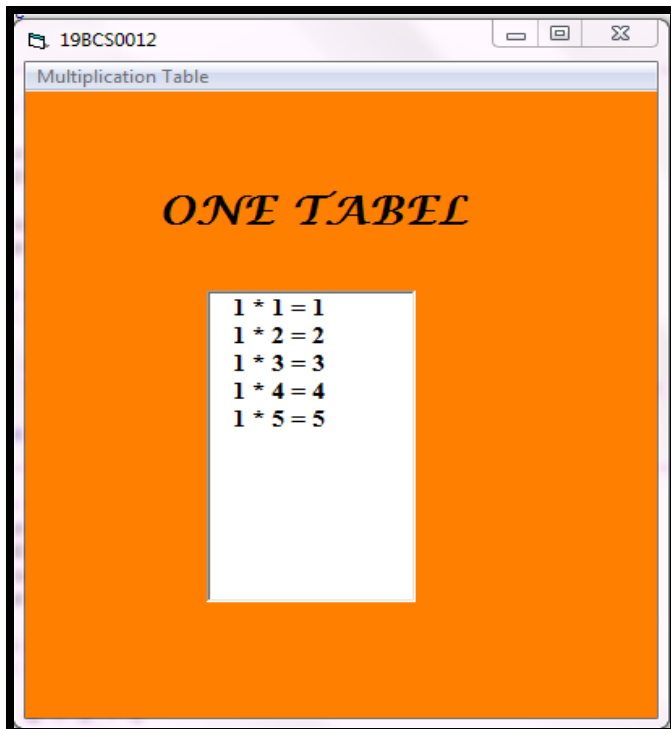 19BCS0012
Multiplication Table
ONE TABEL
1 * 1 = 1
1 * 2 = 2
1 * 3 = 3
1 * 4 = 4
1 * 5 = 5